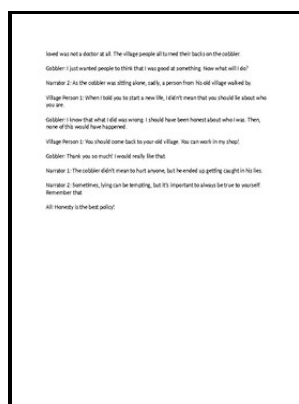 loved was not a doctor at all. The village people all turned their backs on the cobbler.
Cobbler: I just wanted people to think that I was good at something. Now what will I do?
Narrator 2: As the cobbler was sitting alone, sadly, a person from his old village walked by.
Village Person 1: When I told you to start a new life, I didn't mean that you should lie about who
you are.
Cobbler: I know that what I did was wrong. I should have been honest about who I was. Then,
none of this would have happened.
Village Person 1: You should come back to your old village. You can work in my shop!
Cobbler: Thank you so much! I would really like that.
Narrator 1: The cobbler didn't mean to hurt anyone, but he ended up getting caught in his lies.
Narrator 2: Sometimes, lying can be tempting, but it's important to always be true to yourself.
Remember that
All: Honesty is the best policy!